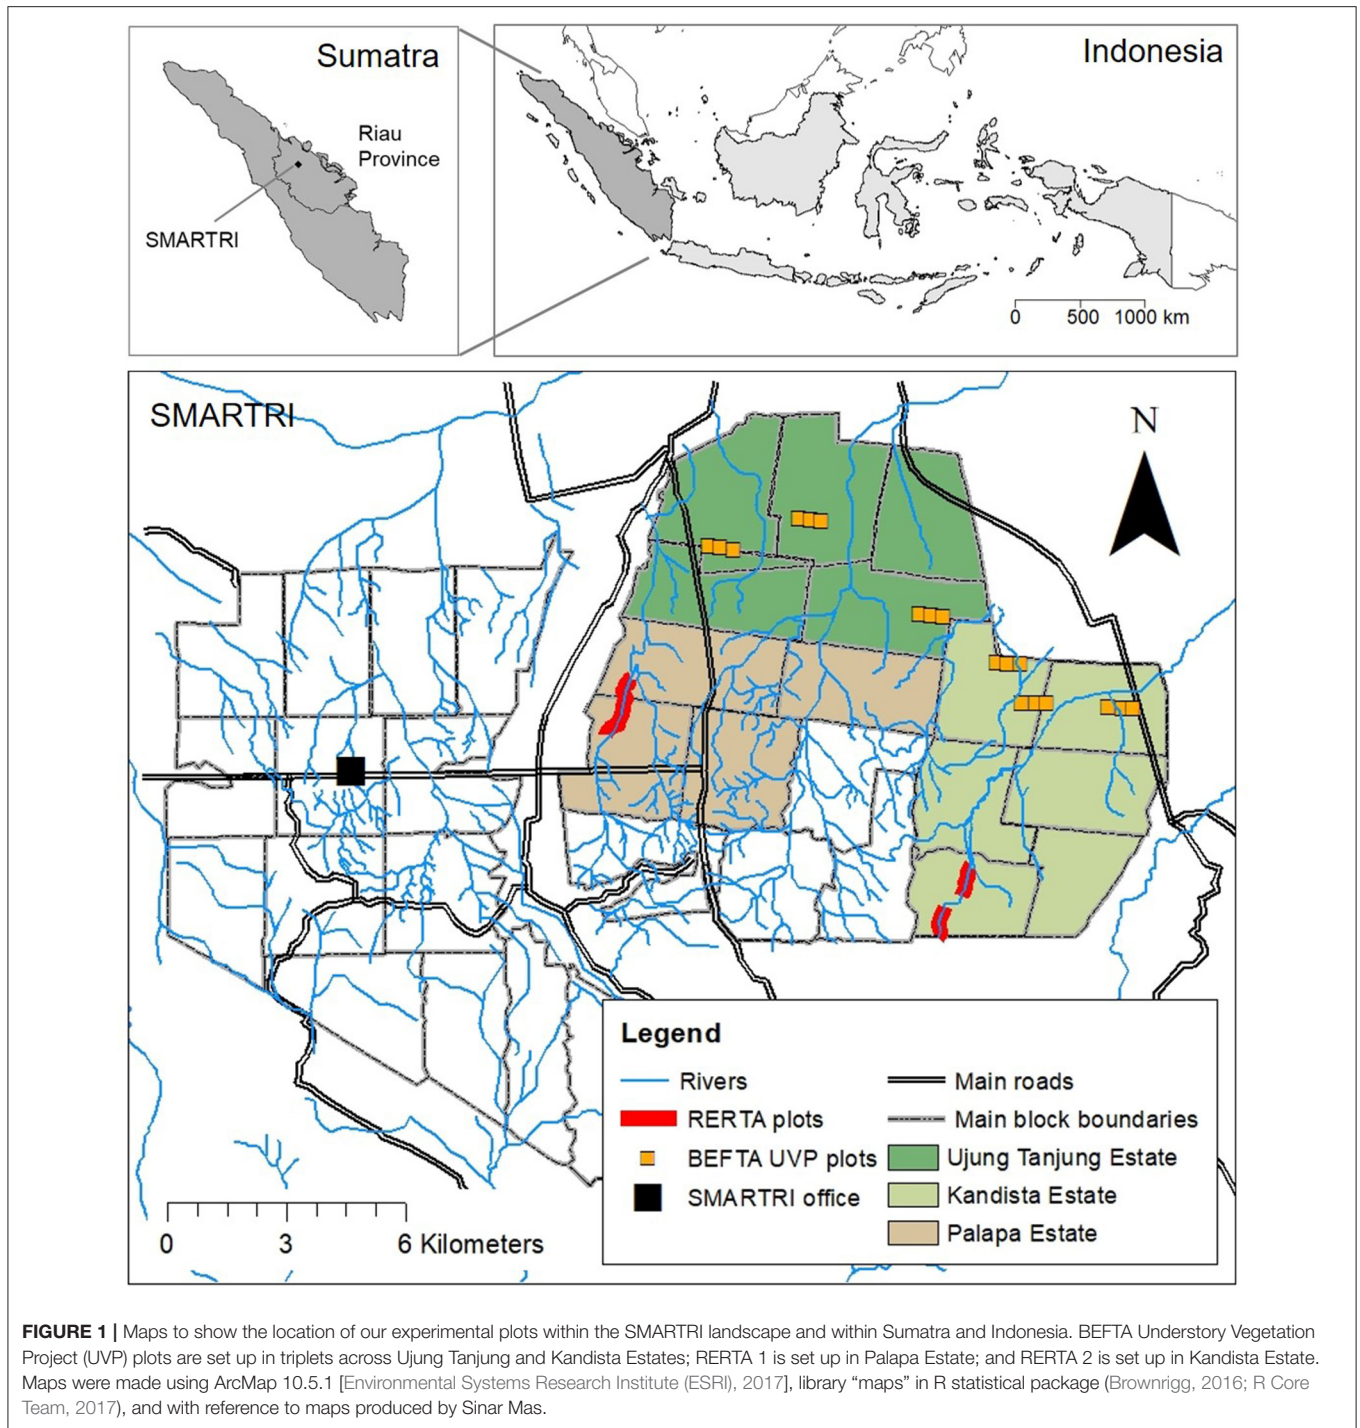 Sumatra
Riau
Province
SMARTRI
Indonesia
0 500 1000 km
SMARTRI
N
Legend
Rivers
RERTA plots
BEFTA UVP plots
SMARTRI office
Main roads
Main block boundaries
Ujung Tanjung Estate
Kandista Estate
Palapa Estate
0 3 6 Kilometers
FIGURE 1 | Maps to show the location of our experimental plots within the SMARTRI landscape and within Sumatra and Indonesia. BEFTA Understory Vegetation
Project (UVP) plots are set up in triplets across Ujung Tanjung and Kandista Estates; RERTA 1 is set up in Palapa Estate; and RERTA 2 is set up in Kandista Estate.
Maps were made using ArcMap 10.5.1 [Environmental Systems Research Institute (ESRI), 2017], library “maps” in R statistical package (Brownrigg, 2016; R Core
Team, 2017), and with reference to maps produced by Sinar Mas.